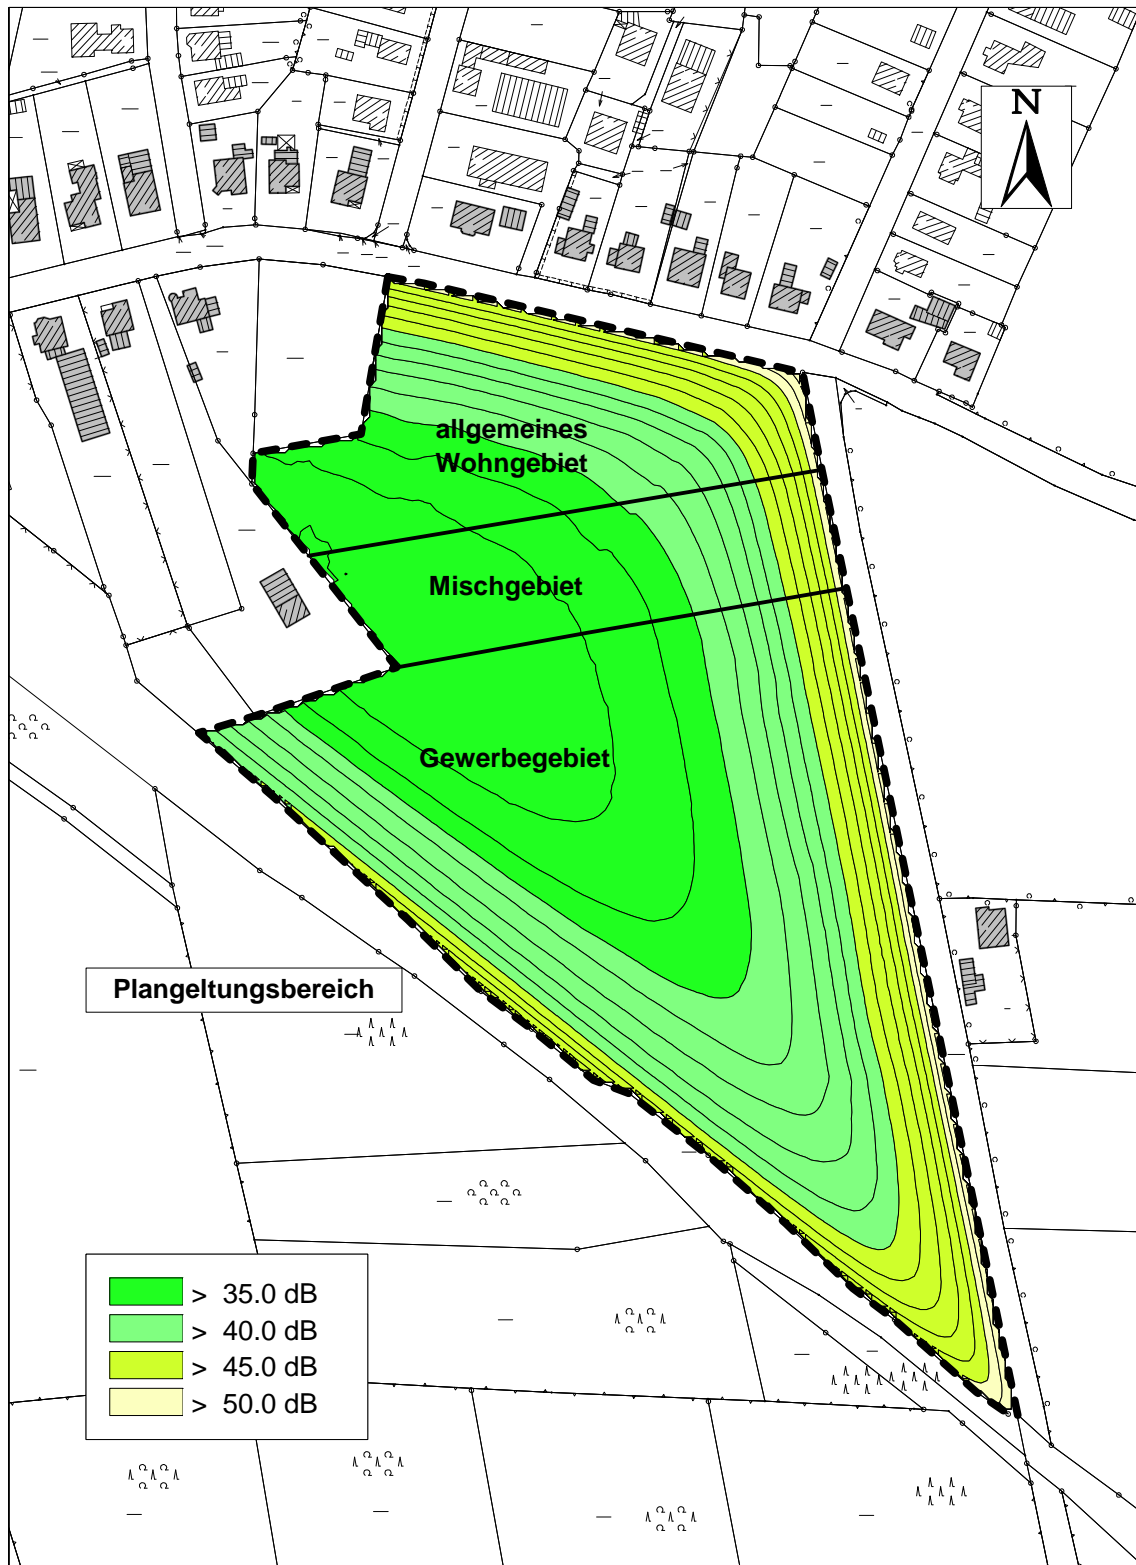 N
allgemeines
Wohngebiet
Mischgebiet
Gewerbegebiet
Plangeltungsbereich
> 35.0 dB
> 40.0 dB
> 45.0 dB
> 50.0 dB